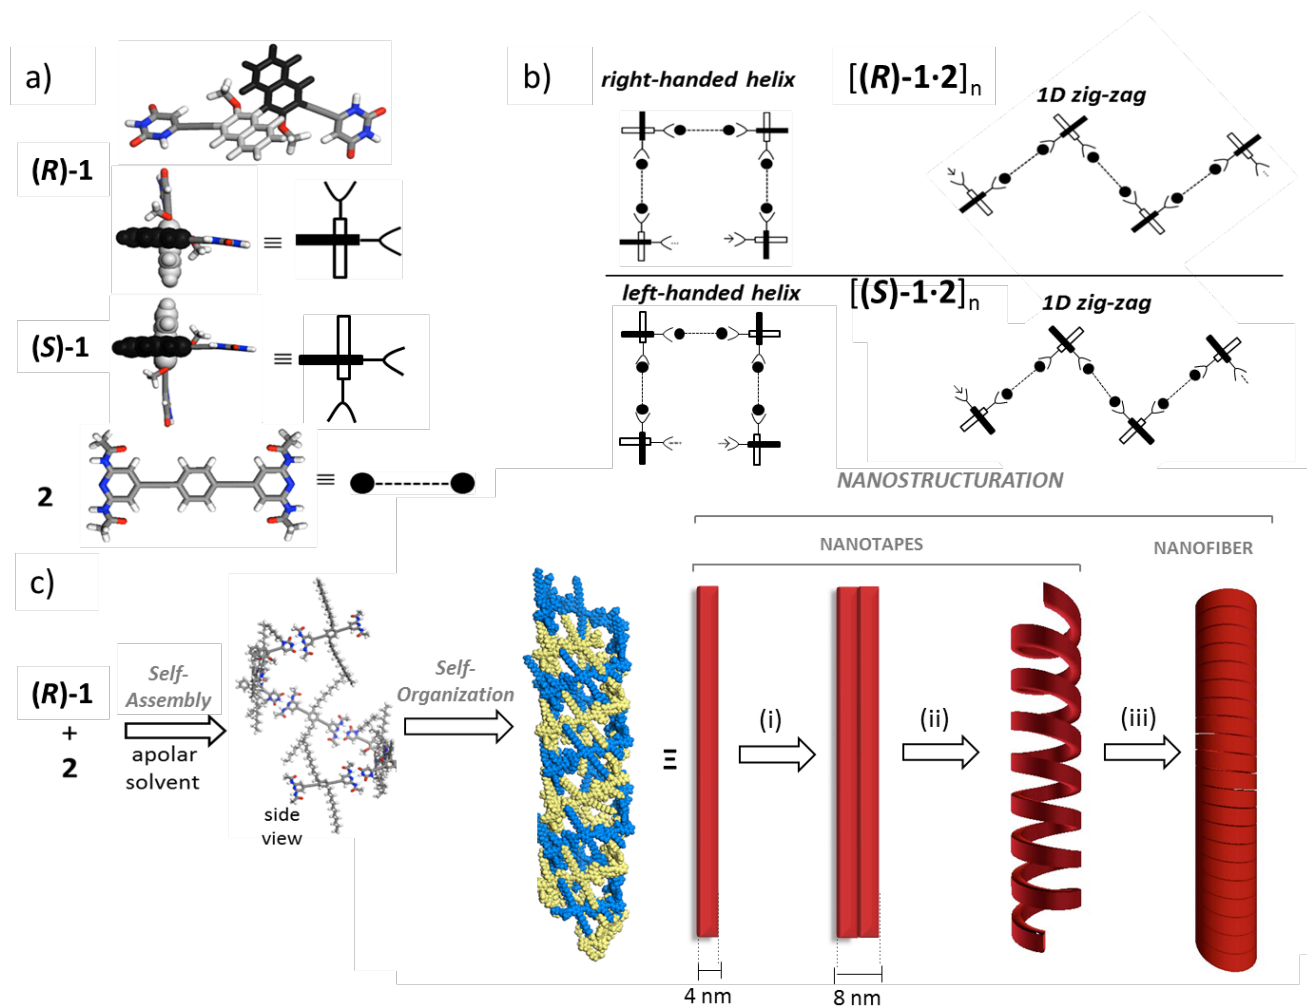 a)
(R)-1
≡
(S)-1
≡
2
≡
b)
right-handed helix
[(R)-1·2]n
1D zig-zag
left-handed helix
[(S)-1·2]n
1D zig-zag
c)
(R)-1
+
2
Self-
Assembly
apolar
solvent
side
view
Self-
Organization
NANOSTRUCTURATION
NANOTAPES
NANOFIBER
Ξ
(i)
(ii)
(iii)
4 nm
8 nm